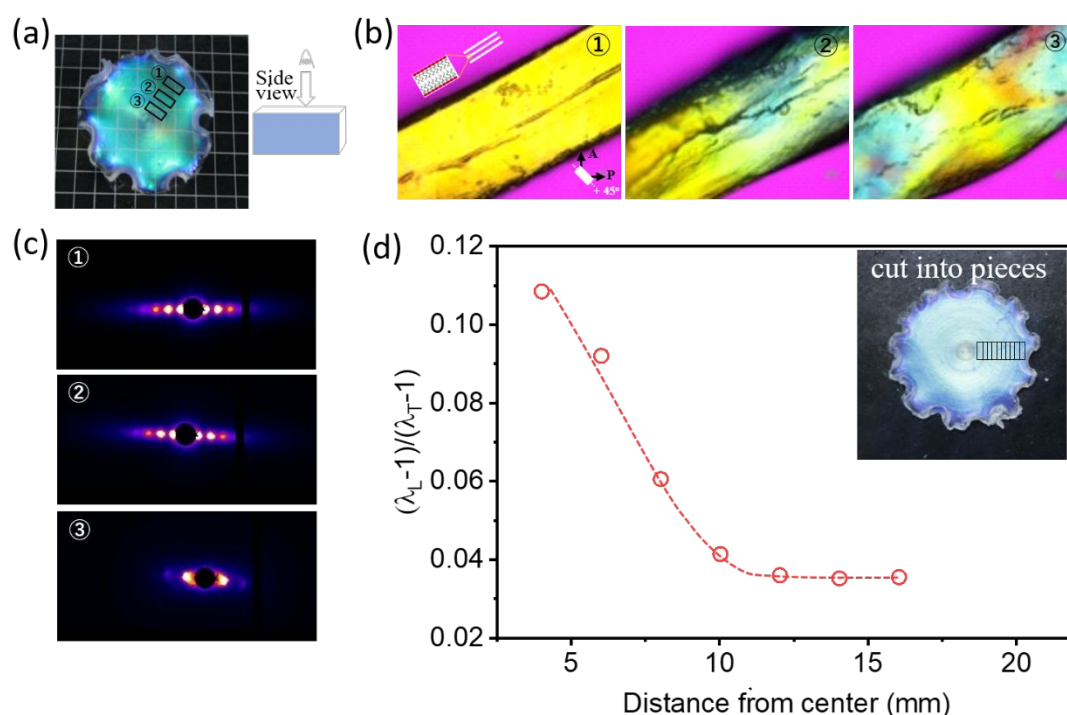 (a)
①
②
③
Side
view
(b)
①
A
P
+ 45°
②
③
(c)
①
②
③
(d)
(λL-1)/(λT-1)
0.12
0.10
0.08
0.06
0.04
0.02
cut into pieces
5
10
15
20
Distance from center (mm)